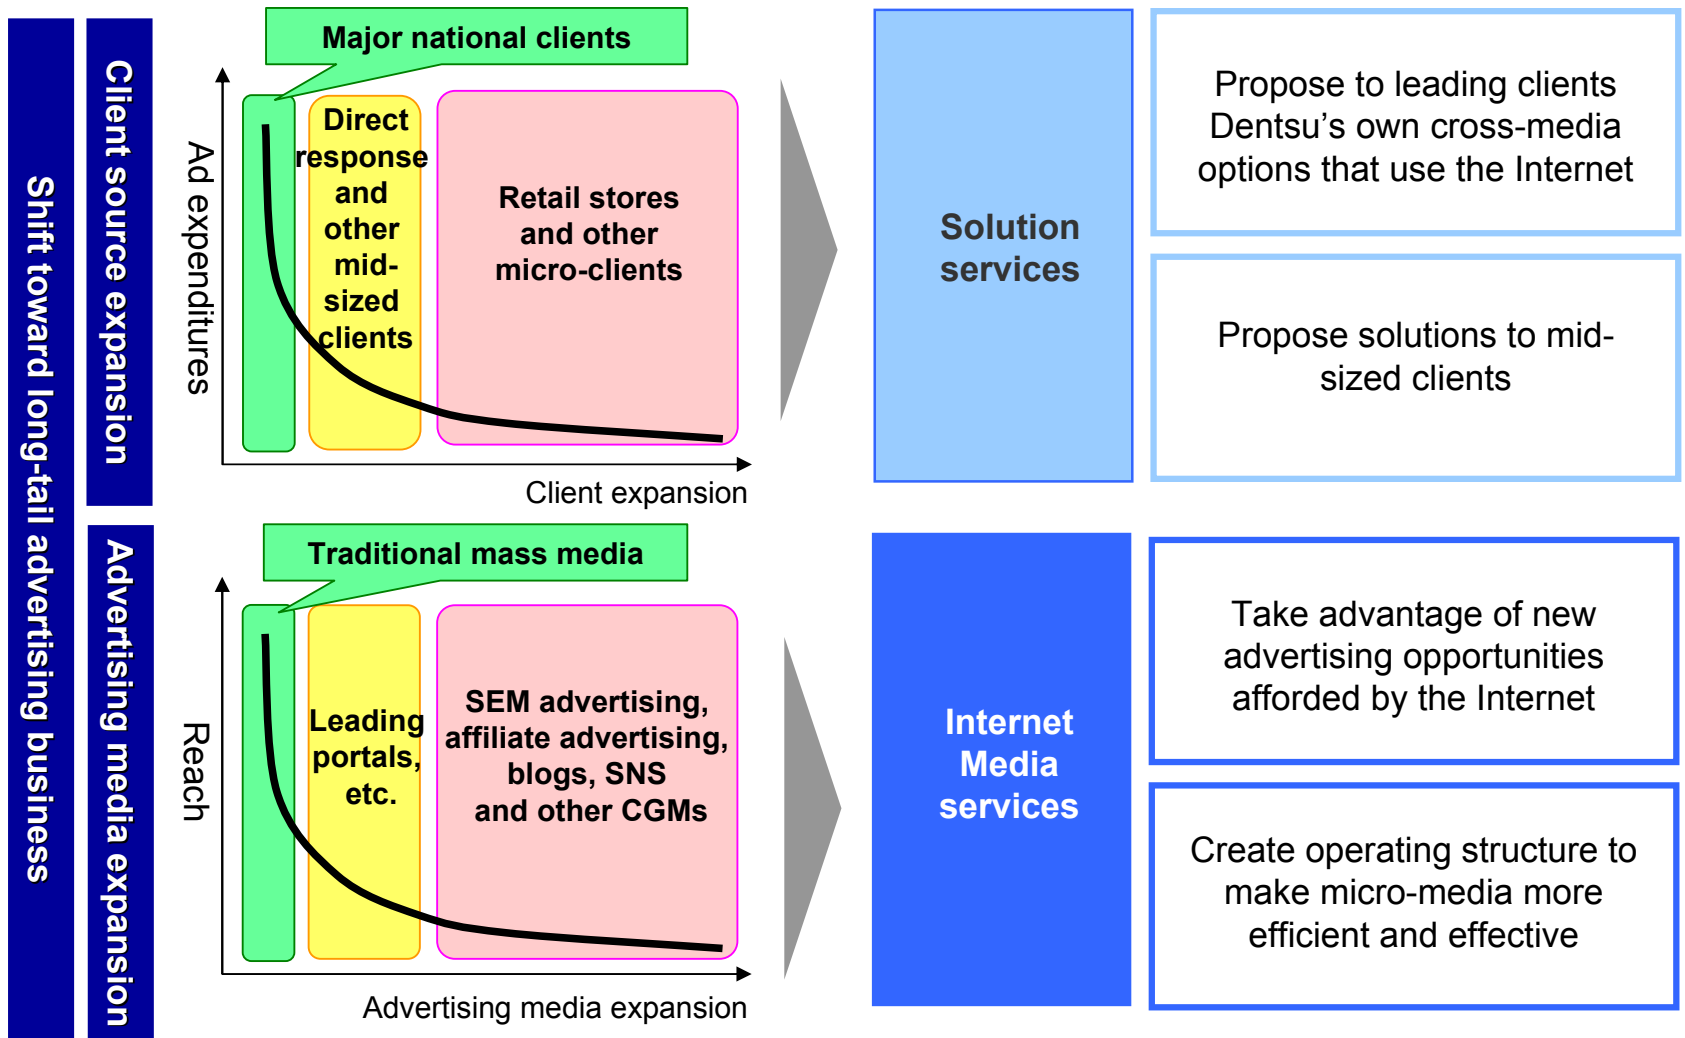 Shift toward long-tail advertising business
Client source expansion
Major national clients
Ad expenditures
Direct
response
and
other
mid-
sized
clients
Retail stores
and other
micro-clients
Client expansion
Solution
services
Propose to leading clients
Dentsu’s own cross-media
options that use the Internet
Propose solutions to mid-
sized clients
Advertising media expansion
Traditional mass media
Reach
Leading
portals,
etc.
SEM advertising,
affiliate advertising,
blogs, SNS
and other CGMs
Advertising media expansion
Internet
Media
services
Take advantage of new
advertising opportunities
afforded by the Internet
Create operating structure to
make micro-media more
efficient and effective